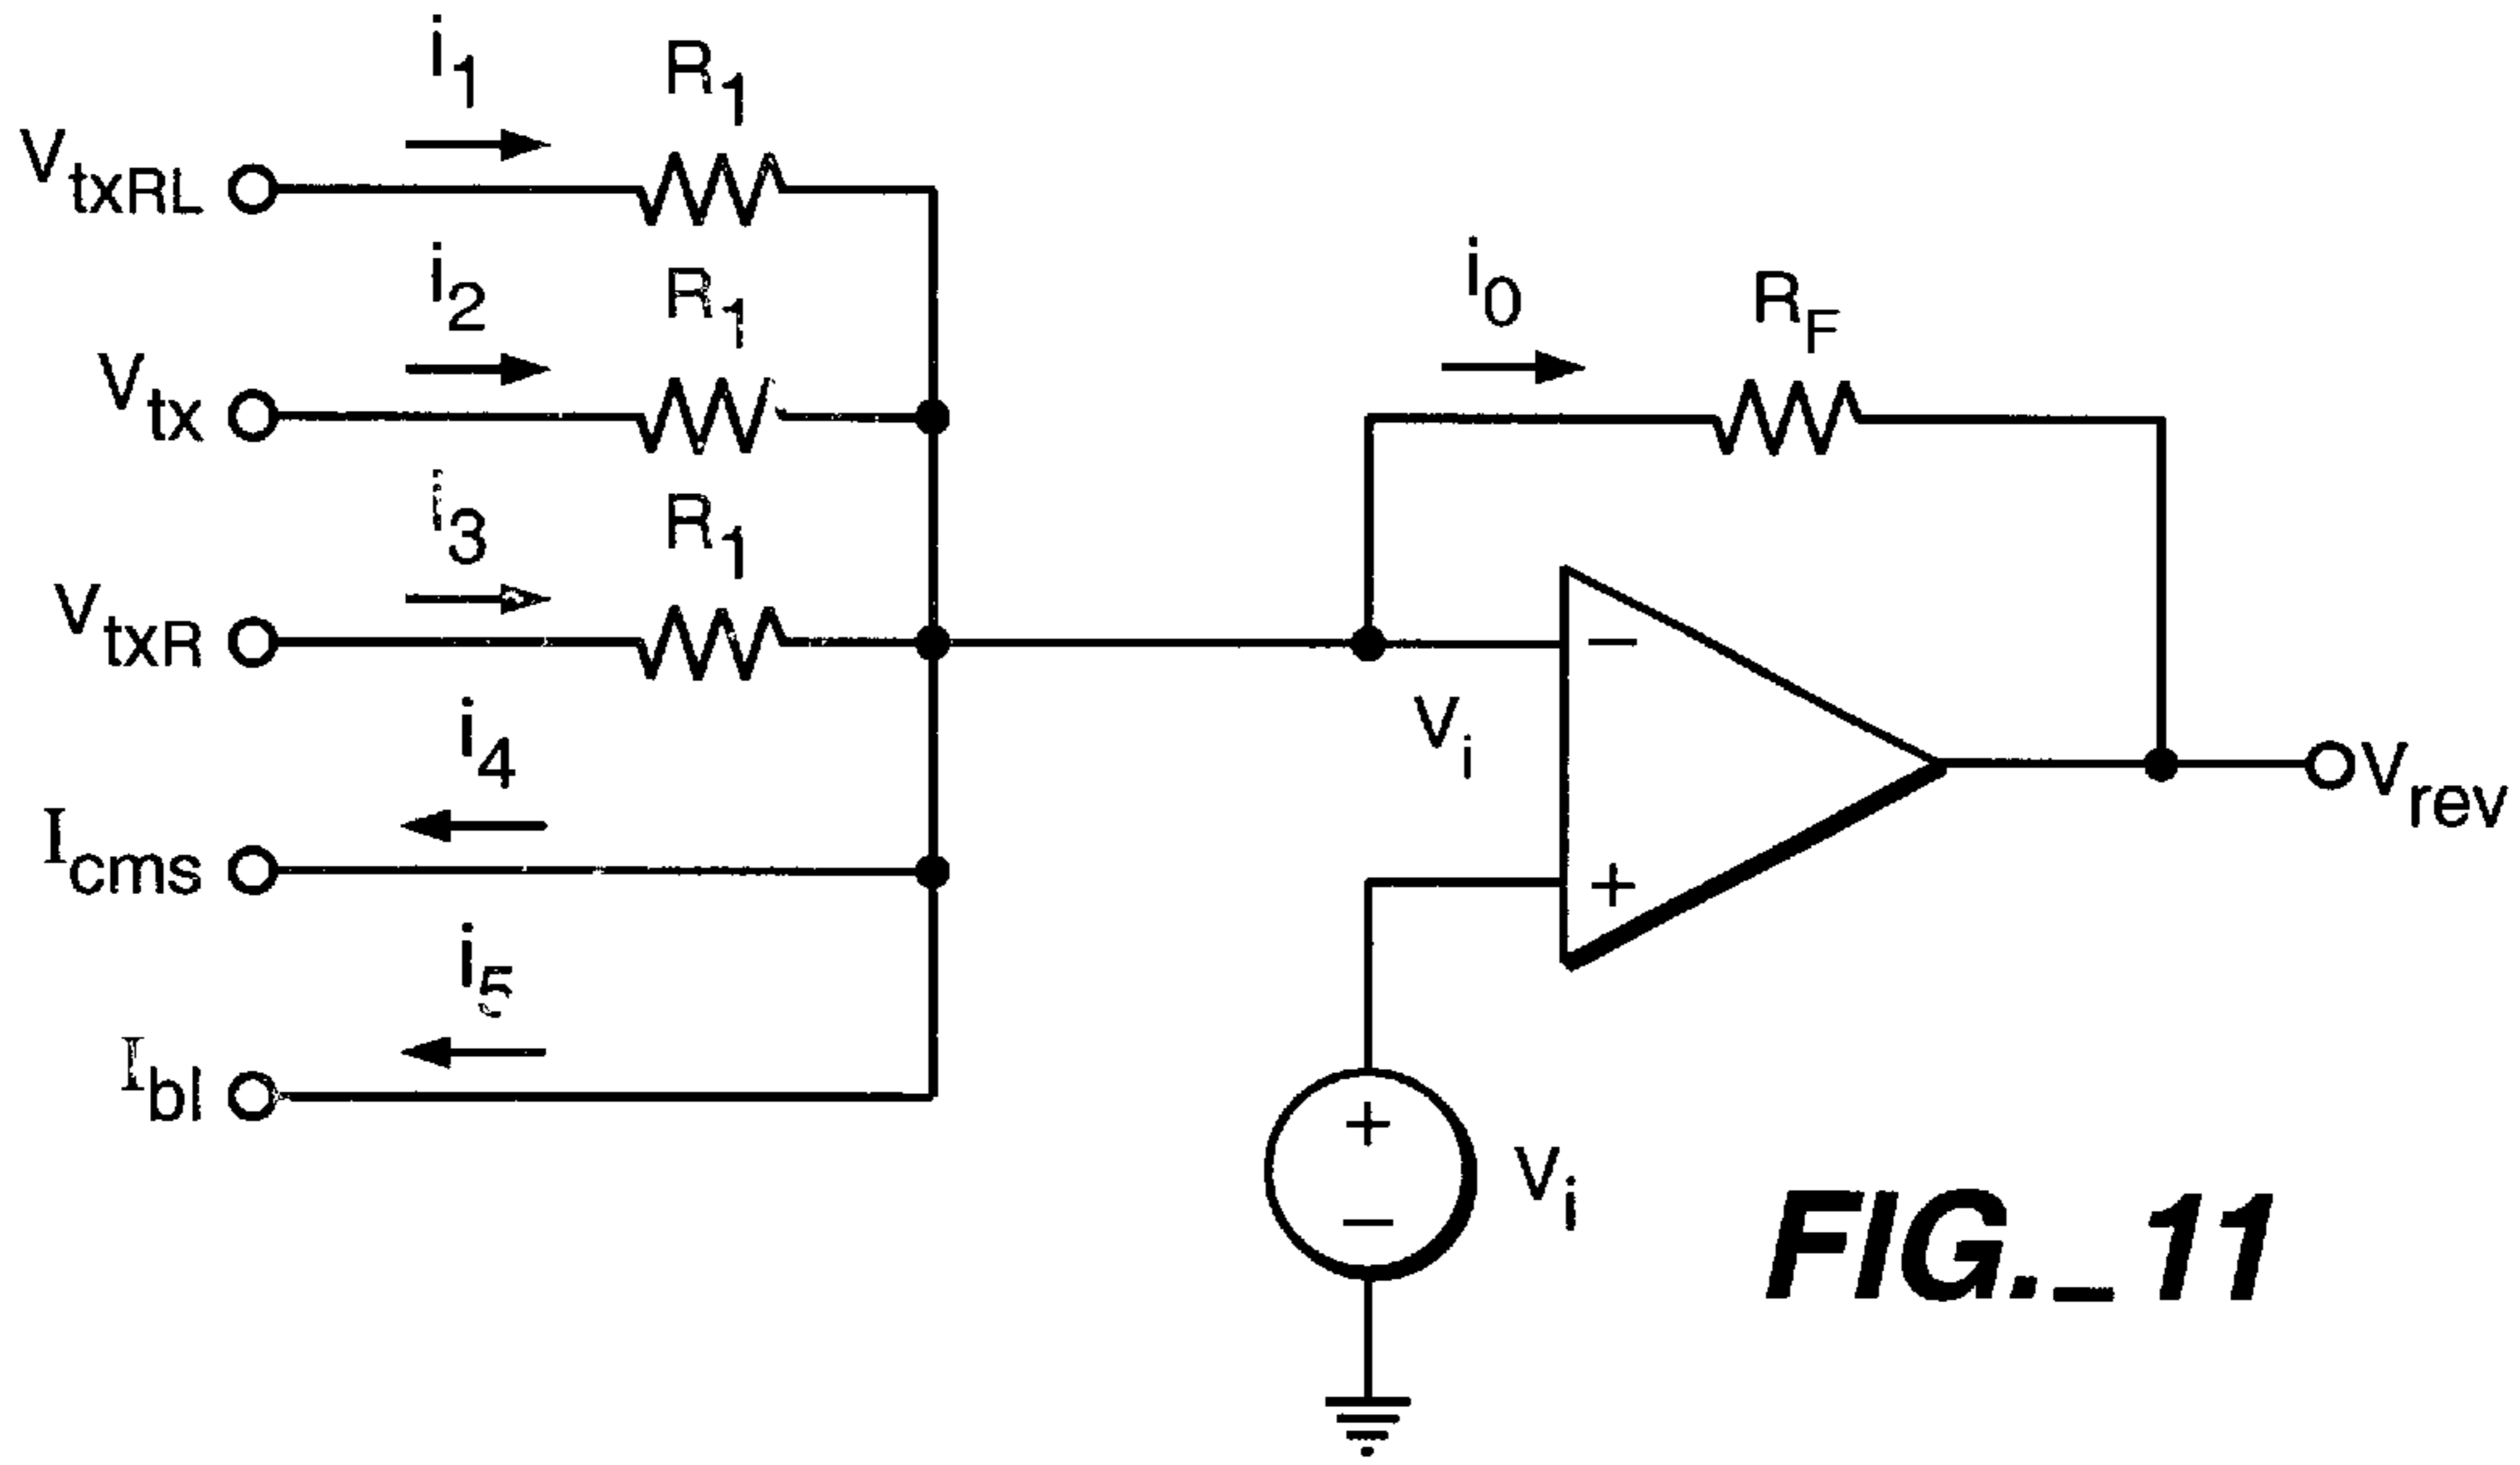 i1
R1
VtxRL
i2
R1
Vtx
i3
R1
VtxR
i4
Icms
i5
Ibl
i0
RF
−
Vi
+
Vrev
+
−
Vi
FIG._11